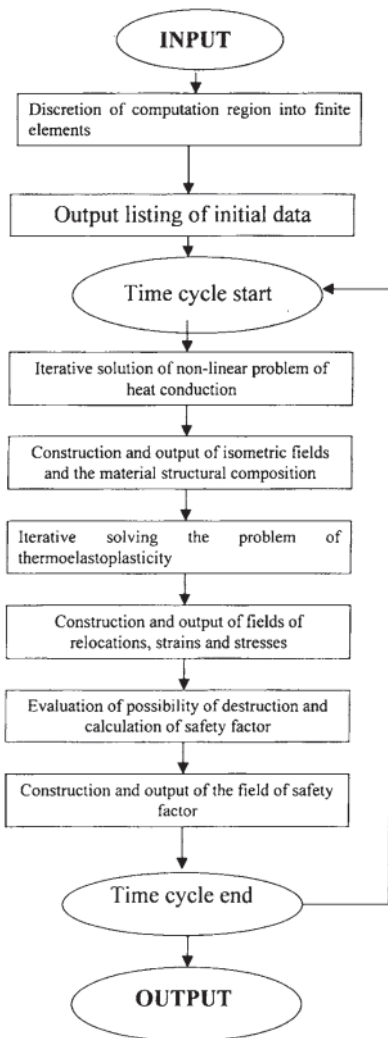 INPUT
Discretion of computation region into finite
elements
Output listing of initial data
Time cycle start
Iterative solution of non-linear problem of
heat conduction
Construction and output of isometric fields
and the material structural composition
Iterative solving the problem of
thermoelastoplasticity
Construction and output of fields of
relocations, strains and stresses
Evaluation of possibility of destruction and
calculation of safety factor
Construction and output of the field of safety
factor
Time cycle end
OUTPUT